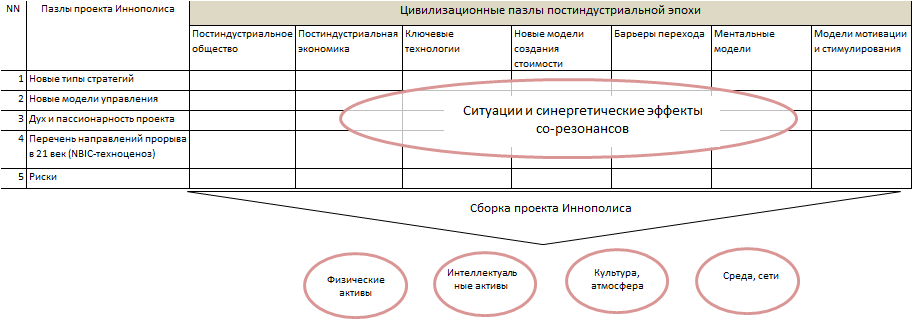 NN
Пазлы проекта Иннополиса
Цивилизационные пазлы постиндустриальной эпохи
Постиндустриальное
общество
Постиндустриальная
экономика
Ключевые
технологии
Новые модели
создания
стоимости
Барьеры перехода
Ментальные
модели
Модели мотивации
и стимулирования
1 Новые типы стратегий
2 Новые модели управления
3 Дух и пассионарность проекта
4 Перечень направлений прорыва
в 21 век (NBIC-техноценоз)
5 Риски
Ситуации и синергетические эффекты
со-резонансов
Сборка проекта Иннополиса
Физические
активы
Интеллектуаль
ные активы
Культура,
атмосфера
Среда, сети